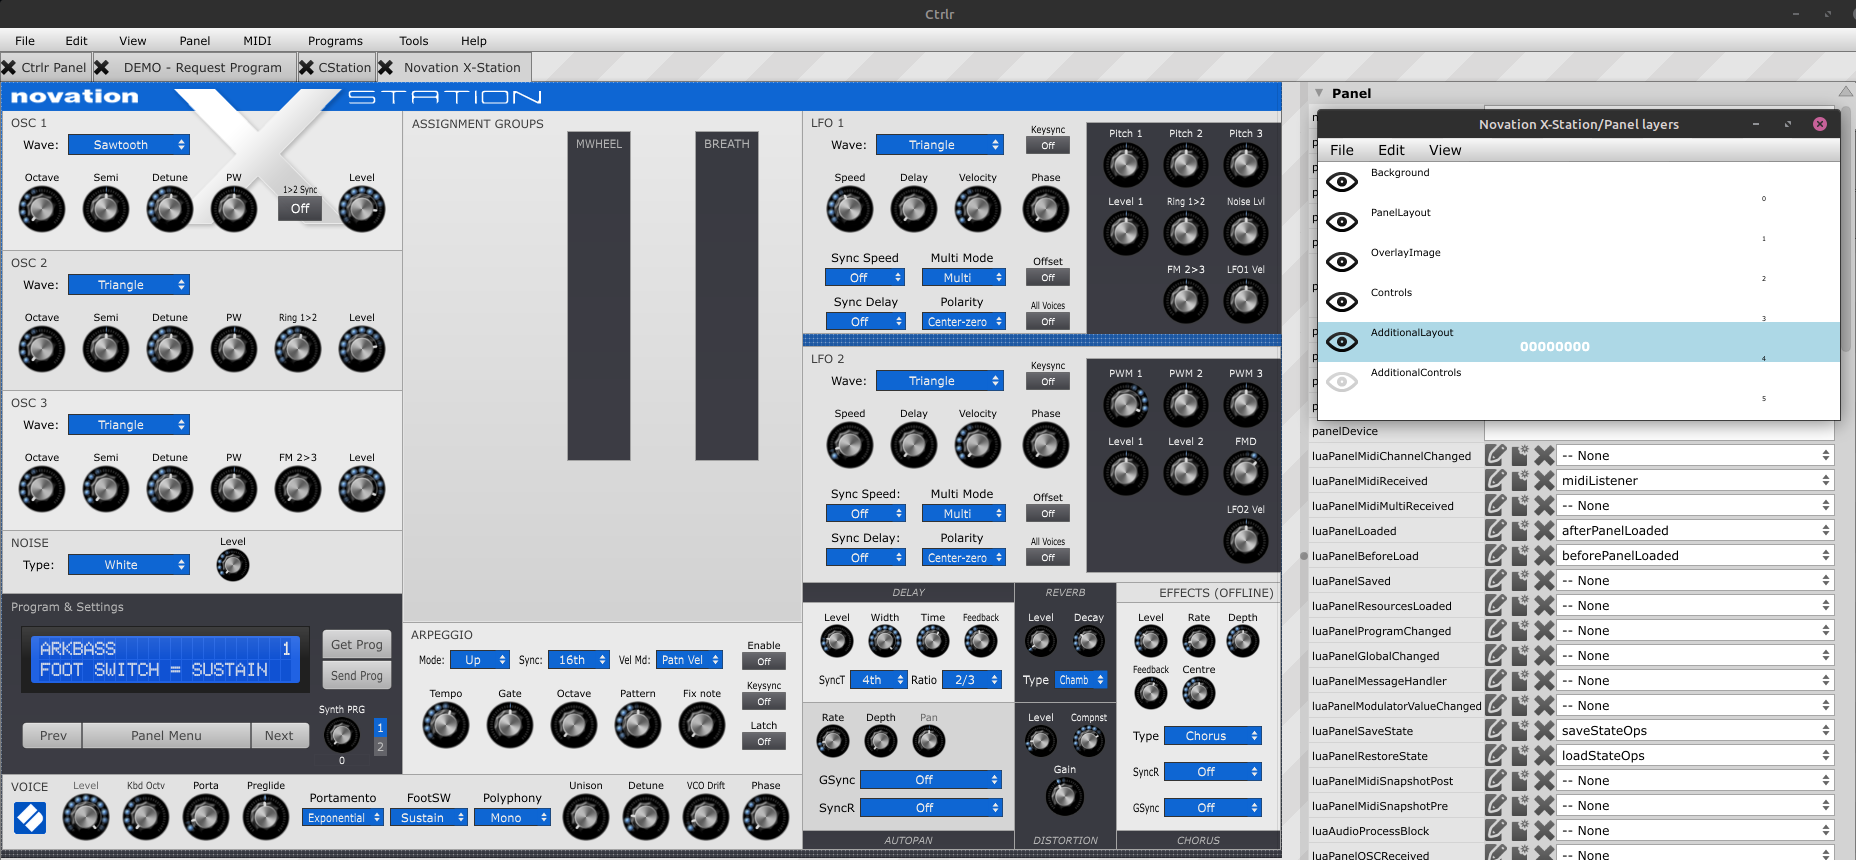 Ctrlr
File Edit View Panel MIDI Programs Tools Help
Ctrlr Panel DEMO - Request Program CStation Novation X-Station
novation X STATION
OSC 1
Wave: Sawtooth
Octave Semi Detune PW 1>2 Sync Level
Off
OSC 2
Wave: Triangle
Octave Semi Detune PW Ring 1>2 Level
OSC 3
Wave: Triangle
Octave Semi Detune PW FM 2>3 Level
NOISE
Type: White
Level
Program & Settings
ARKBASS 1
FOOT SWITCH = SUSTAIN
Get Prog
Send Prog
Synth PRG
0
1
2
Prev Panel Menu Next
VOICE
Level Kbd Octv Porta Preglide
Portamento FootSW Polyphony
Exponential Sustain Mono
Unison Detune VCO Drift Phase
ASSIGNMENT GROUPS
MWHEEL BREATH
ARPEGGIO
Mode: Up Sync: 16th Vel Md: Patn Vel
Enable
Off
Keysync
Off
Latch
Off
Tempo Gate Octave Pattern Fix note
LFO 1
Wave: Triangle
Keysync
Off
Speed Delay Velocity Phase
Sync Speed Multi Mode Offset
Off Multi Off
Sync Delay Polarity All Voices
Off Center-zero Off
Pitch 1 Pitch 2 Pitch 3
Level 1 Ring 1>2 Noise Lvl
FM 2>3 LFO1 Vel
LFO 2
Wave: Triangle
Keysync
Off
Speed Delay Velocity Phase
Sync Speed: Multi Mode Offset
Off Multi Off
Sync Delay: Polarity All Voices
Off Center-zero Off
PWM 1 PWM 2 PWM 3
Level 1 Level 2 FMD
LFO2 Vel
DELAY
Level Width Time Feedback
SyncT 4th Ratio 2/3
REVERB
Level Decay
Type Chamb
EFFECTS (OFFLINE)
Level Rate Depth
Feedback Centre
Type Chorus
SyncR Off
GSync Off
CHORUS
Rate Depth Pan
GSync Off
SyncR Off
AUTOPAN
Level Compnst
Gain
DISTORTION
Panel
Novation X-Station/Panel layers
File Edit View
Background
0
PanelLayout
1
OverlayImage
2
Controls
3
AdditionalLayout
00000000
4
AdditionalControls
5
panelDevice
luaPanelMidiChannelChanged -- None
luaPanelMidiReceived midiListener
luaPanelMidiMultiReceived -- None
luaPanelLoaded afterPanelLoaded
luaPanelBeforeLoad beforePanelLoaded
luaPanelSaved -- None
luaPanelResourcesLoaded -- None
luaPanelProgramChanged -- None
luaPanelGlobalChanged -- None
luaPanelMessageHandler -- None
luaPanelModulatorValueChanged -- None
luaPanelSaveState saveStateOps
luaPanelRestoreState loadStateOps
luaPanelMidiSnapshotPost -- None
luaPanelMidiSnapshotPre -- None
luaAudioProcessBlock -- None
luaPanelOSCReceived -- None